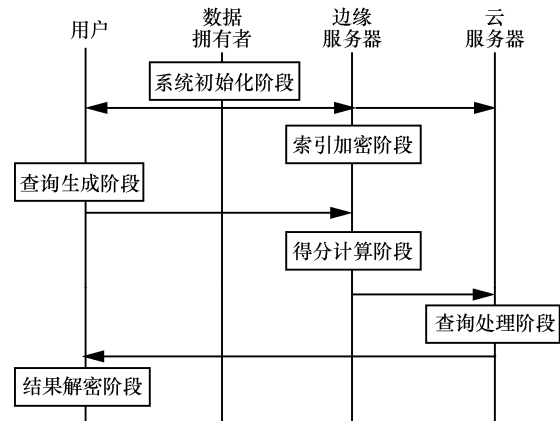 用户
数据
拥有者
边缘
服务器
云
服务器
系统初始化阶段
索引加密阶段
查询生成阶段
得分计算阶段
查询处理阶段
结果解密阶段